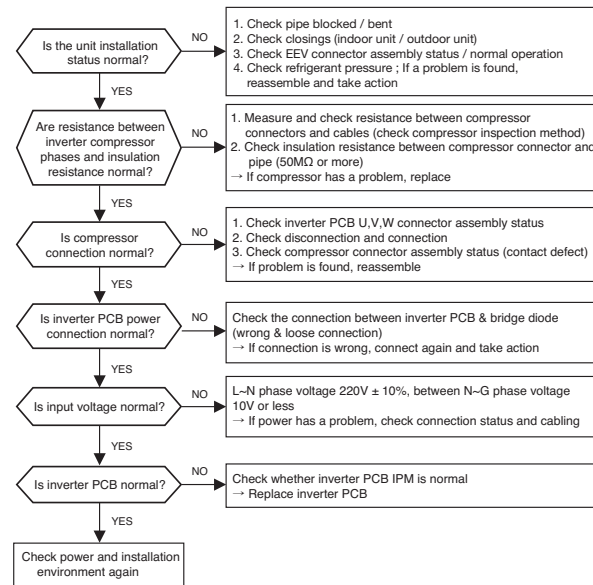 Is the unit installation
status normal?
NO
1. Check pipe blocked / bent
2. Check closings (indoor unit / outdoor unit)
3. Check EEV connector assembly status / normal operation
4. Check refrigerant pressure ; If a problem is found,
reassemble and take action
YES
Are resistance between
inverter compressor
phases and insulation
resistance normal?
NO
1. Measure and check resistance between compressor
connectors and cables (check compressor inspection method)
2. Check insulation resistance between compressor connector and
pipe (50MΩ or more)
→ If compressor has a problem, replace
YES
Is compressor
connection normal?
NO
1. Check inverter PCB U,V,W connector assembly status
2. Check disconnection and connection
3. Check compressor connector assembly status (contact defect)
→ If problem is found, reassemble
YES
Is inverter PCB power
connection normal?
NO
Check the connection between inverter PCB & bridge diode
(wrong & loose connection)
→ If connection is wrong, connect again and take action
YES
Is input voltage normal?
NO
L~N phase voltage 220V ± 10%, between N~G phase voltage
10V or less
→ If power has a problem, check connection status and cabling
YES
Is inverter PCB normal?
NO
Check whether inverter PCB IPM is normal
→ Replace inverter PCB
YES
Check power and installation
environment again